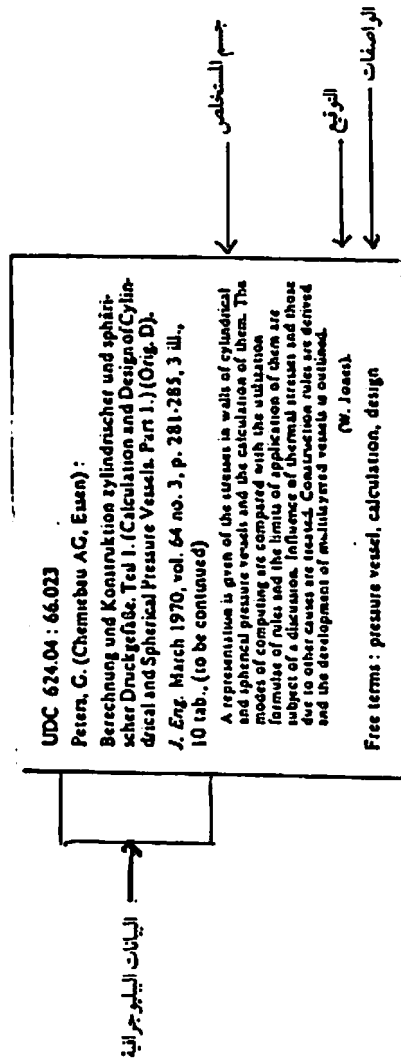 البيانات الببليوجرافية
UDC 624.04 : 66.023
Peters, G. (Chemiebau AG, Essen) :
Berechnung und Konstruktion zylindrischer und sphäri-
scher Druckgefäße. Teil 1. (Calculation and Design of Cylin-
drical and Spherical Pressure Vessels. Part 1.) (Orig. D).
J. Eng. March 1970, vol. 64 no. 3, p. 281-285, 3 ill.,
10 tab., (to be continued)
A representation is given of the stresses in walls of cylundrical
and spherical pressure vessels and the calculation of them. The
modes of computing are compared with the
formulae of rules and the limits of application of them are
subject of a discussion. Influence of thermal stresses and those
due to other causes are treated. Construction rules are derived
and the development of multilayered vessels is outlined.
(W. Jones).
Free terms : pressure vessel, calculation, design
جسم المستخلص
التوقيع
الواصفات